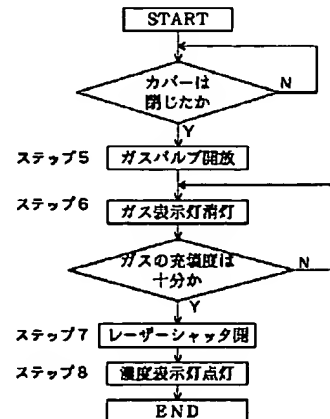 START
カバーは
閉じたか
N
Y
ステップ5 ガスバルブ開放
ステップ6
ガス表示灯消灯
ガスの充填度は
十分か
N
Y
ステップ7 レーザーシャッタ開
ステップ8 濃度表示灯点灯
END